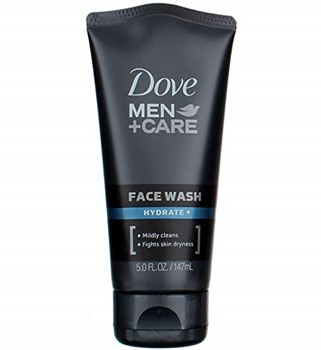 Dove
MEN
+CARE
FACE WASH
HYDRATE +
• Mildly cleans
• Fights skin dryness
5.0 FL.OZ./147mL